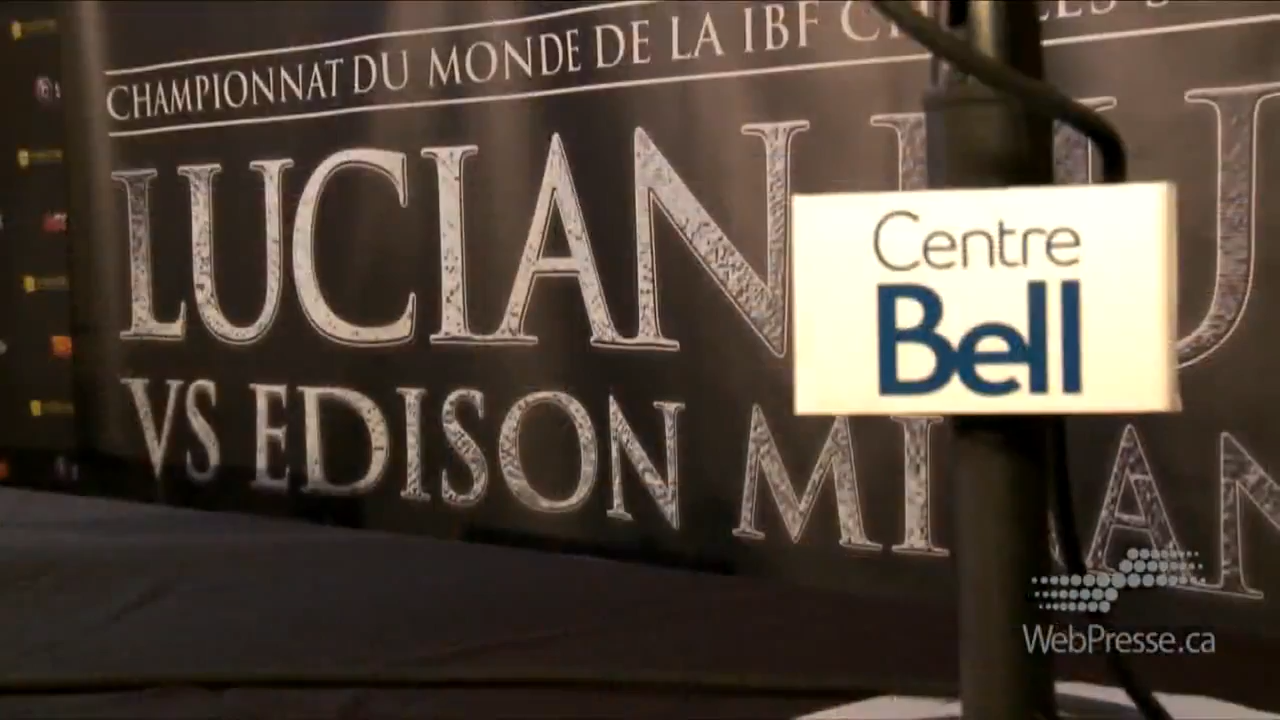 CHAMPIONNAT DU MONDE DE LA IBF
LUCIAN
VS EDISON
Centre
Bell
WebPresse.ca